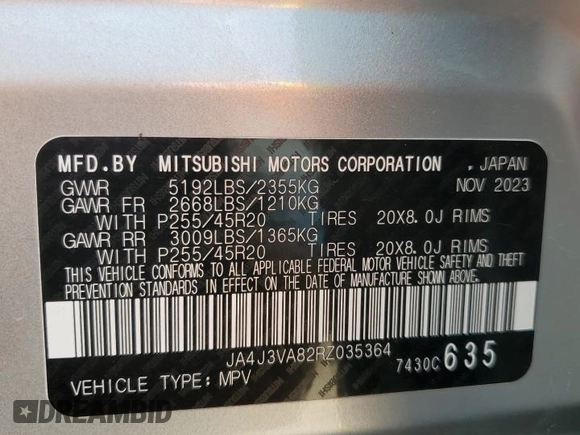 MFD.BY MITSUBISHI MOTORS CORPORATION . JAPAN
GVWR 5192LBS/2355KG NOV 2023
GAWR FR 2668LBS/1210KG
WITH P255/45R20 TIRES 20X8.0J RIMS
GAWR RR 3009LBS/1365KG
WITH P255/45R20 TIRES 20X8.0J RIMS
THIS VEHICLE CONFORMS TO ALL APPLICABLE FEDERAL MOTOR VEHICLE SAFETY AND THEFT
PREVENTION STANDARDS IN EFFECT ON THE DATE OF MANUFACTURE SHOWN ABOVE.
JA4J3VA82RZ035364 7430C635
VEHICLE TYPE: MPV
DREAMBID